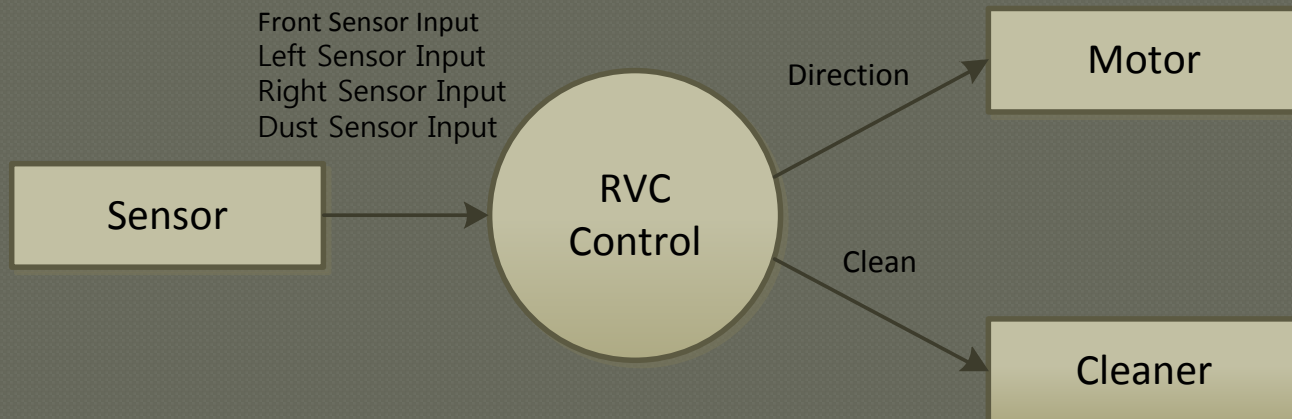 Front Sensor Input
Left Sensor Input
Right Sensor Input
Dust Sensor Input
Sensor
RVC
Control
Direction
Motor
Clean
Cleaner